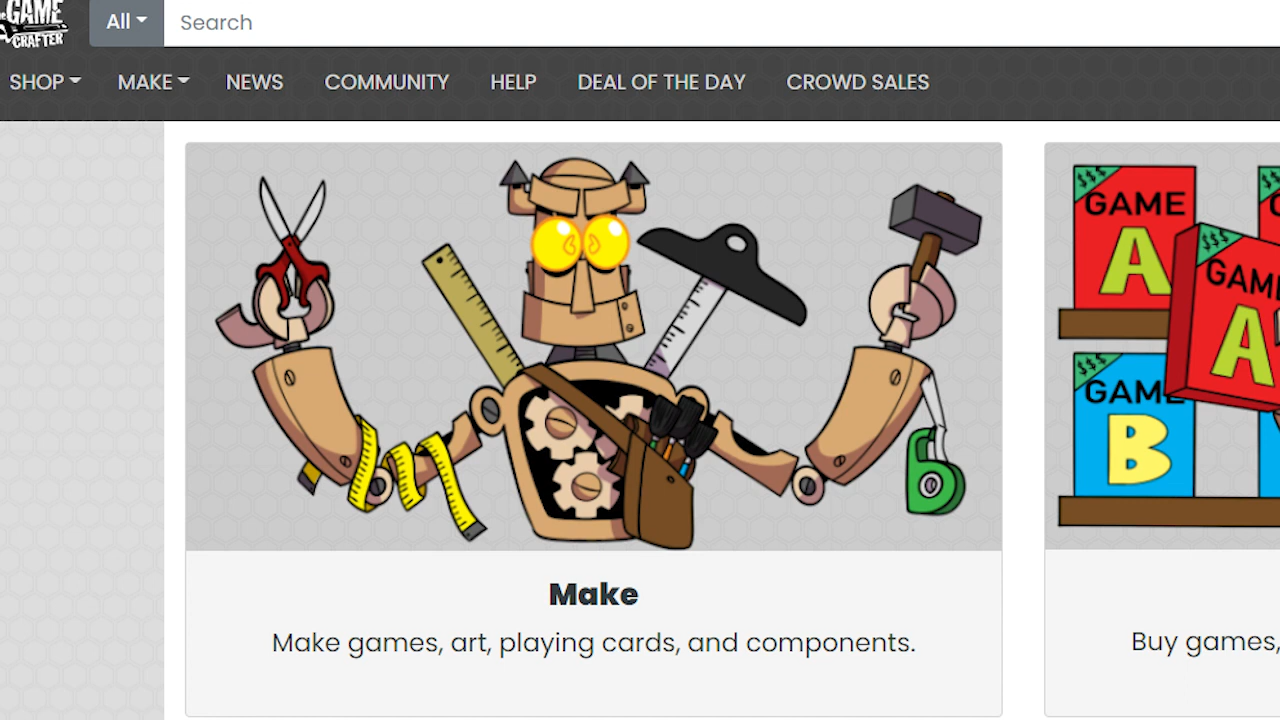 GAME
CRAFTER
All
Search
SHOP
MAKE
NEWS
COMMUNITY
HELP
DEAL OF THE DAY
CROWD SALES
$$$
GAME
A
$$$
$$$
GAM
A
$$$
GAME
B
Make
Make games, art, playing cards, and components.
Buy games,